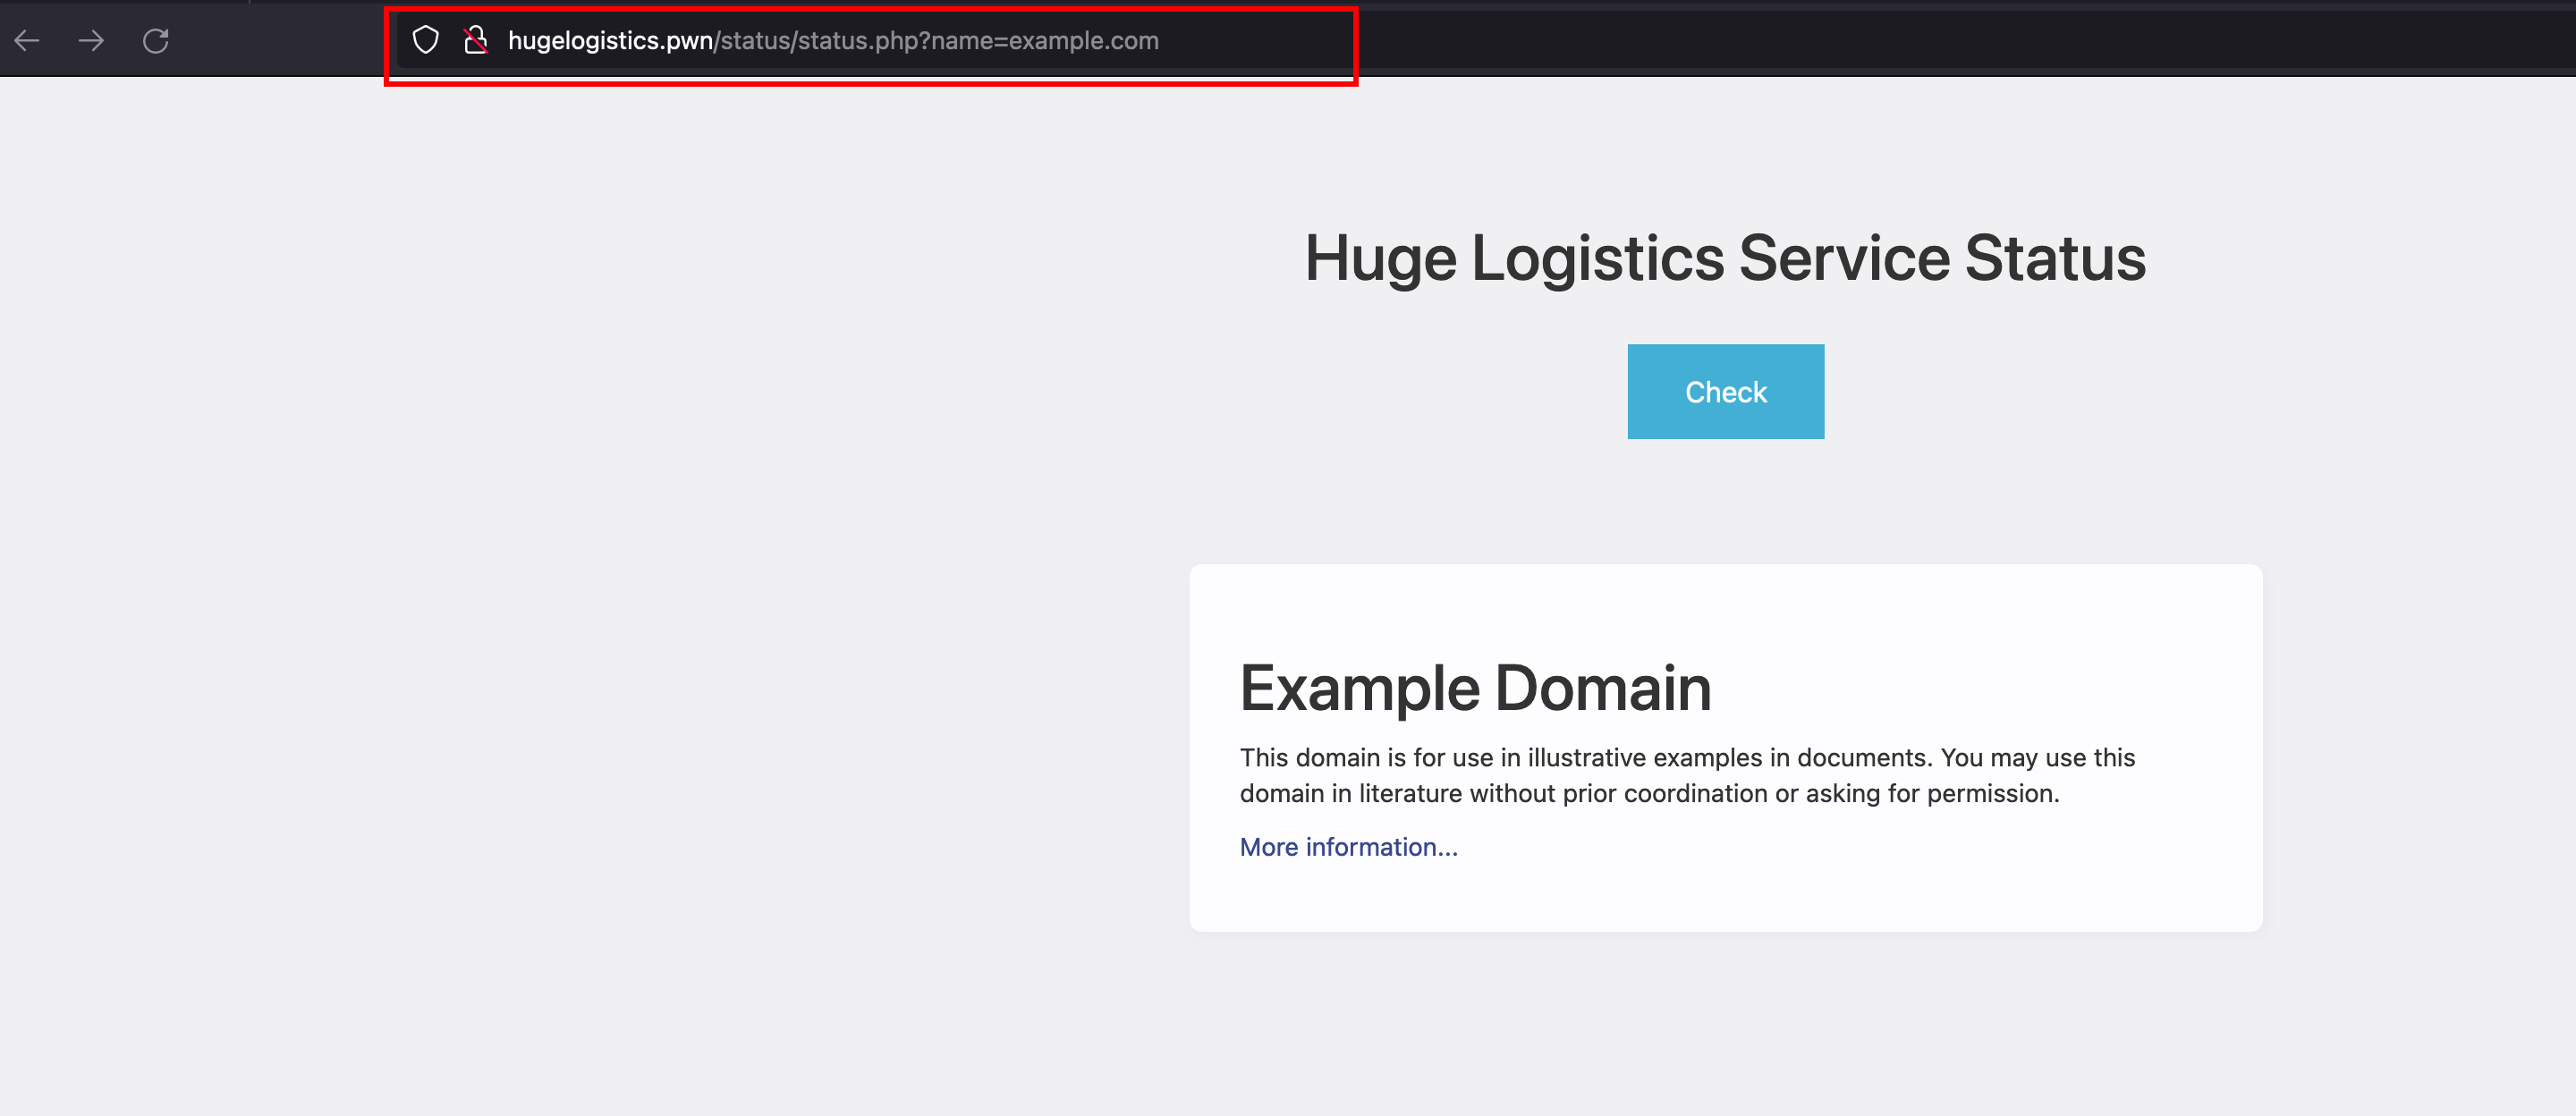 hugelogistics.pwn/status/status.php?name=example.com
Huge Logistics Service Status
Check
Example Domain
This domain is for use in illustrative examples in documents. You may use this
domain in literature without prior coordination or asking for permission.
More information...